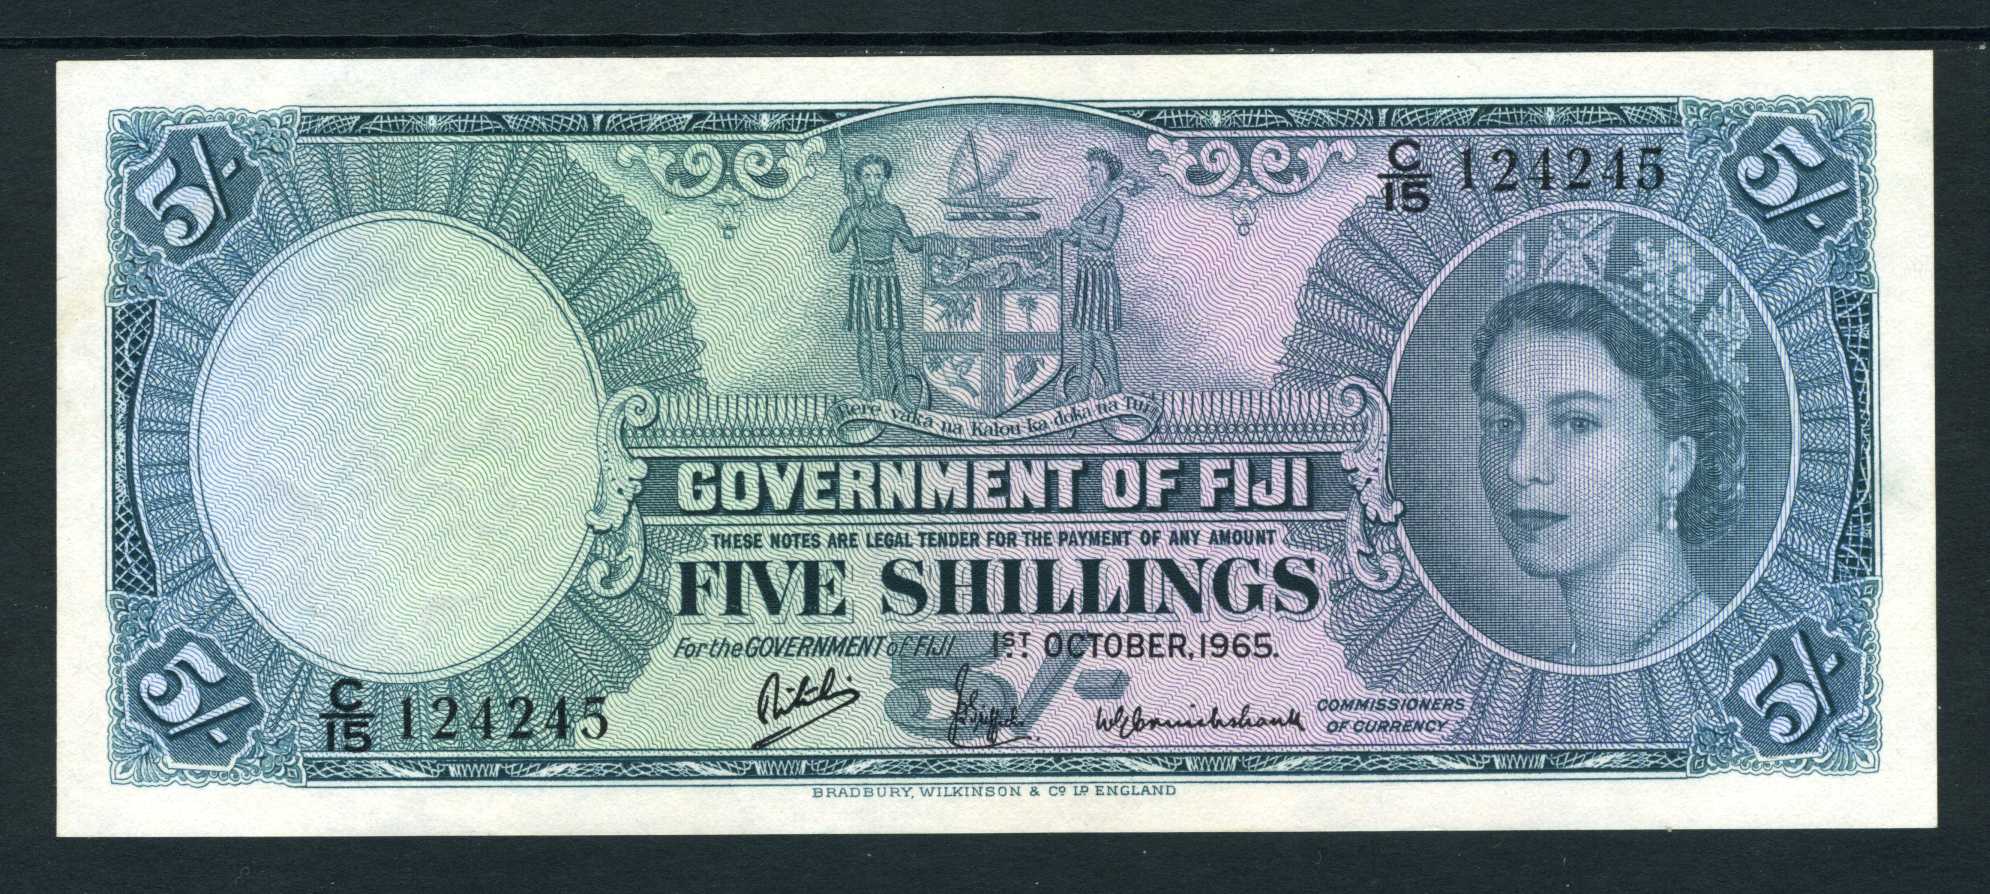 5/-
5/-
C/15 124245
Rere vaka na Kalou ka doka na Tui
GOVERNMENT OF FIJI
THESE NOTES ARE LEGAL TENDER FOR THE PAYMENT OF ANY AMOUNT
FIVE SHILLINGS
For the GOVERNMENT of FIJI 1ST OCTOBER, 1965.
5/-
C/15 124245
5/-
COMMISSIONERS
OF CURRENCY
5/-
BRADBURY, WILKINSON & Co Ld ENGLAND